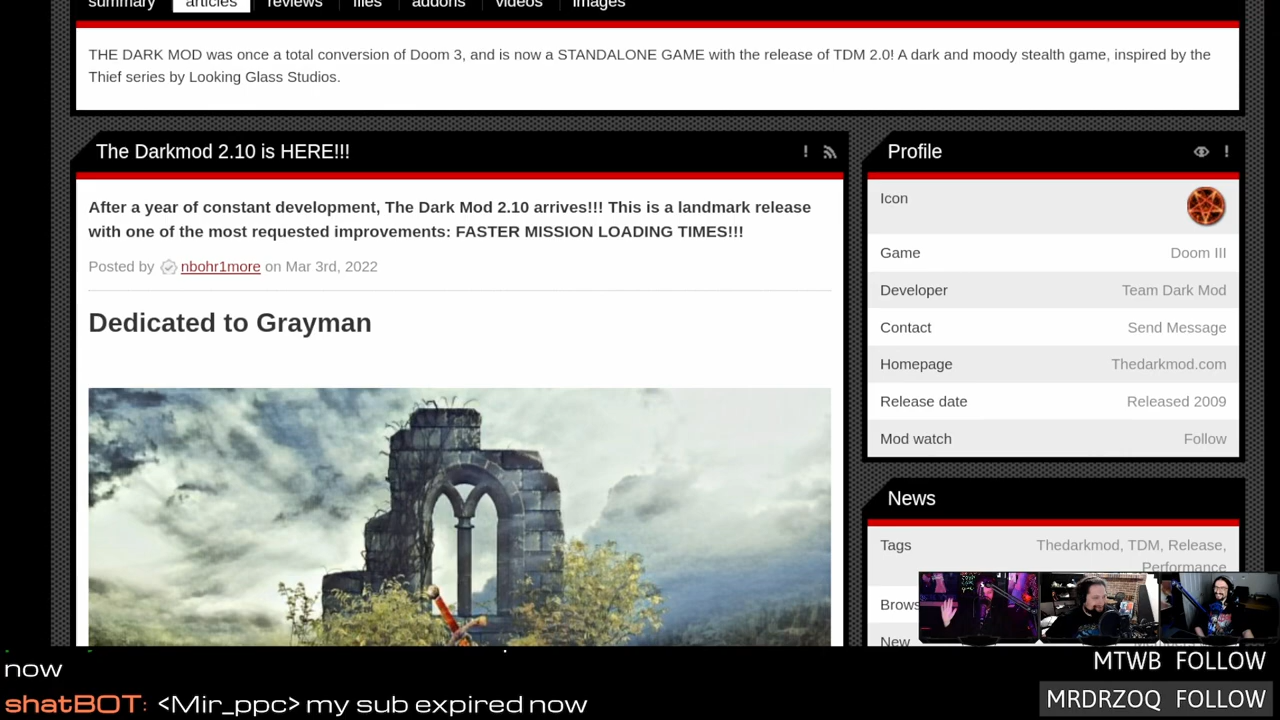 summary articles reviews files addons videos images
THE DARK MOD was once a total conversion of Doom 3, and is now a STANDALONE GAME with the release of TDM 2.0! A dark and moody stealth game, inspired by the
Thief series by Looking Glass Studios.
The Darkmod 2.10 is HERE!!!
After a year of constant development, The Dark Mod 2.10 arrives!!! This is a landmark release
with one of the most requested improvements: FASTER MISSION LOADING TIMES!!!
Posted by nbohr1more on Mar 3rd, 2022
Dedicated to Grayman
Profile
Icon
Game Doom III
Developer Team Dark Mod
Contact Send Message
Homepage Thedarkmod.com
Release date Released 2009
Mod watch Follow
News
Tags Thedarkmod, TDM, Release,
Performance
Brows
New
now
shatBOT: <Mir_ppc> my sub expired now
MTWB FOLLOW
MRDRZOQ FOLLOW